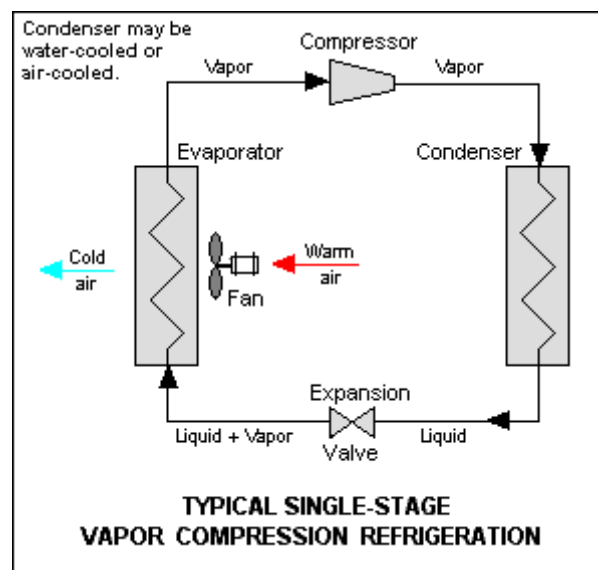 Condenser may be
water-cooled or
air-cooled.
Compressor
Vapor
Vapor
Evaporator
Condenser
Cold
air
Warm
air
Fan
Expansion
Liquid + Vapor
Liquid
Valve
TYPICAL SINGLE-STAGE
VAPOR COMPRESSION REFRIGERATION